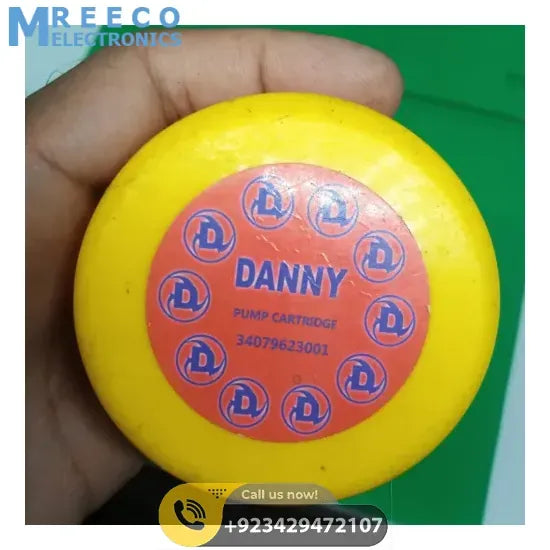 MREECO
ELECTRONICS
DANNY
PUMP CARTRIDGE
34079623001
Call us now!
+923429472107